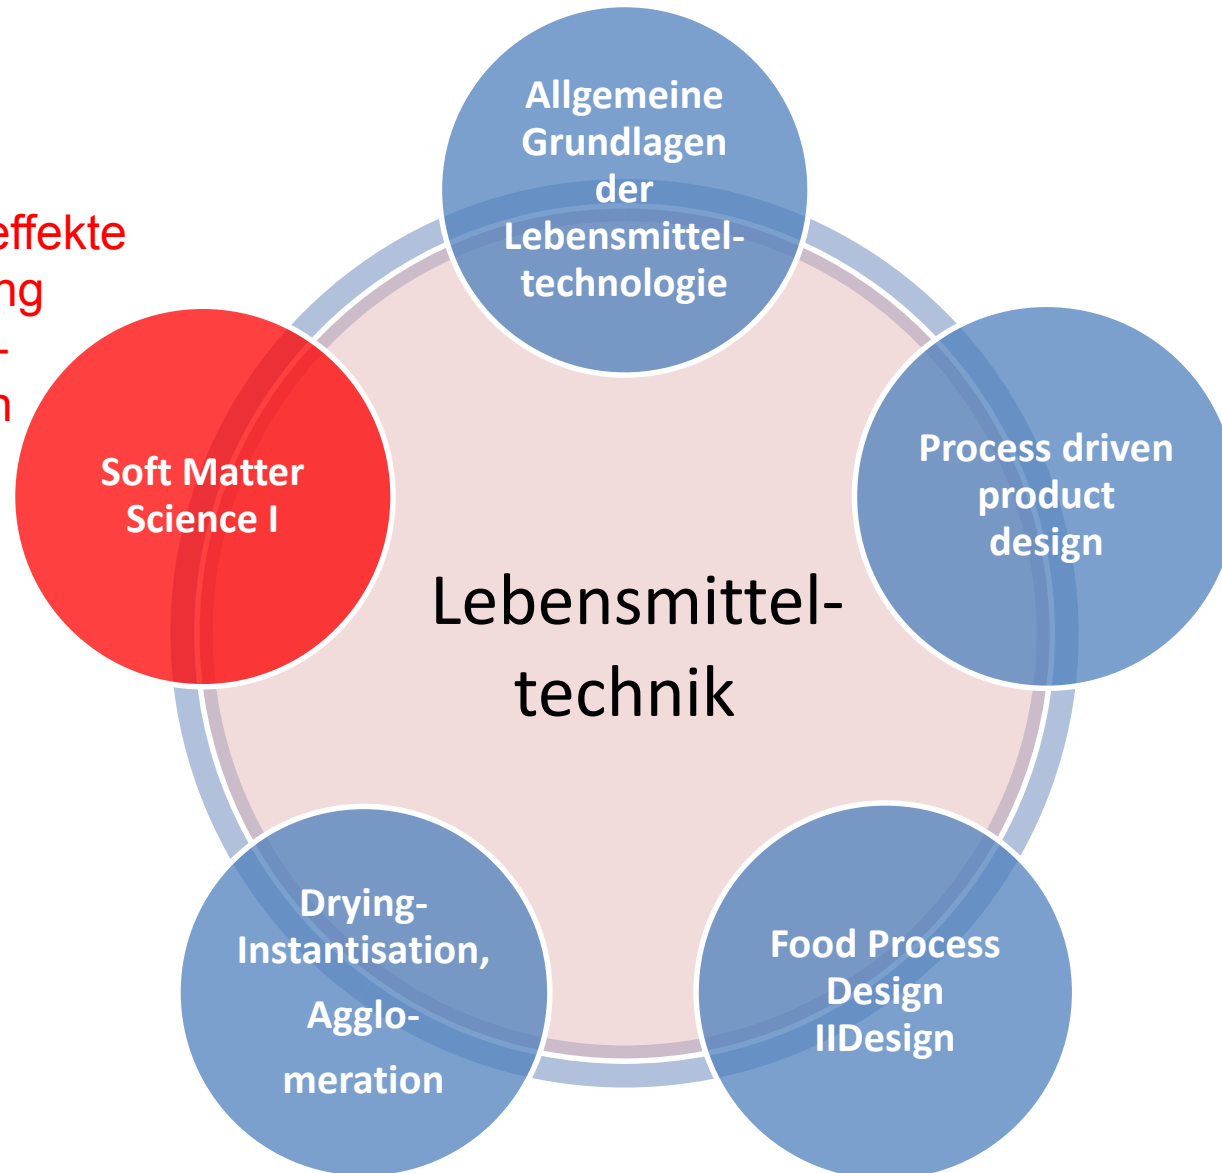 Allgemeine
Grundlagen
der
Lebensmittel-
technologie
effekte
ng
-
n
Soft Matter
Science I
Process driven
product
design
Lebensmittel-
technik
Drying-
Instantisation,
Agglo-
meration
Food Process
Design
IIDesign